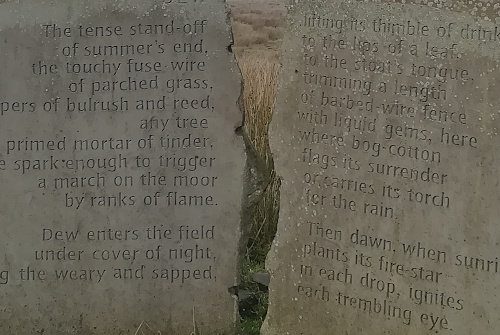 The tense stand-off
of summer's end,
the touchy fuse-wire
of parched grass,
pers of bulrush and reed,
any tree
primed mortar of tinder,
e spark enough to trigger
a march on the moor
by ranks of flame.
Dew enters the field
under cover of night,
g the weary and sapped,
lifting its thimble of drink
to the lips of a leaf,
to the stoat's tongue,
trimming a length
of barbed-wire fence
with liquid gems, here
where bog-cotton
flags its surrender
or carries its torch
for the rain.
Then dawn, when sunri
plants its fire-star
in each drop, ignites
each trembling eye.